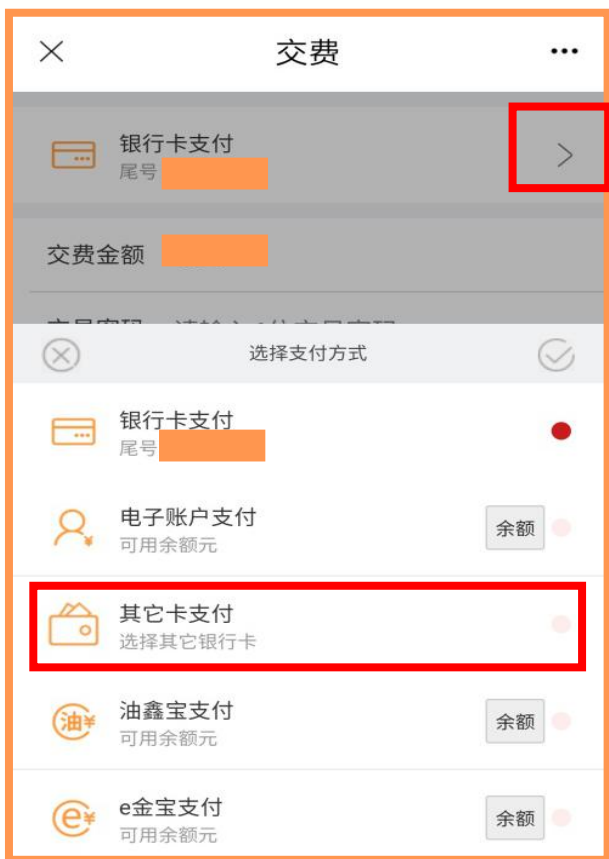 交费
银行卡支付
尾号
交费金额
选择支付方式
银行卡支付
尾号
电子账户支付
可用余额元
余额
其它卡支付
选择其它银行卡
油¥
油鑫宝支付
可用余额元
余额
e¥
e金宝支付
可用余额元
余额